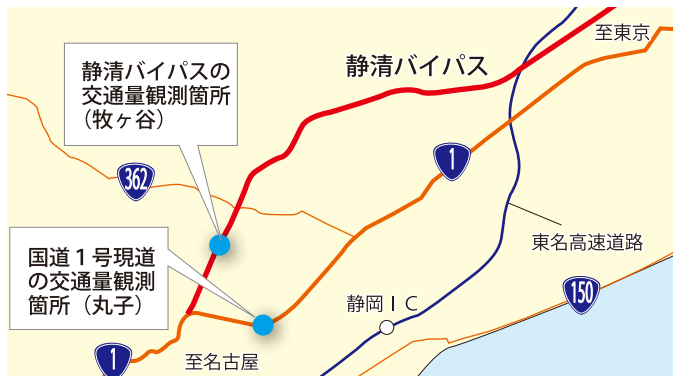 至東京
静清バイパスの
交通量観測箇所
（牧ヶ谷）
静清バイパス
1
362
国道１号現道
の交通量観測
箇所（丸子）
東名高速道路
150
静岡ＩＣ
1
至名古屋